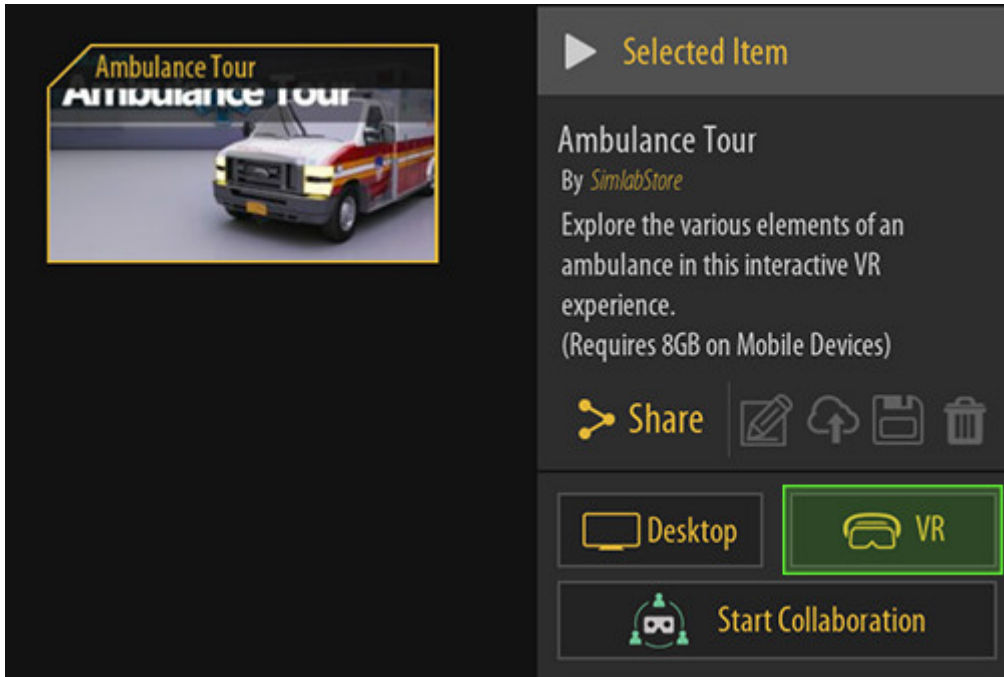 Ambulance Tour
Ambulance Tour
Selected Item
Ambulance Tour
By SimlabStore
Explore the various elements of an
ambulance in this interactive VR
experience.
(Requires 8GB on Mobile Devices)
Share
Desktop
VR
Start Collaboration